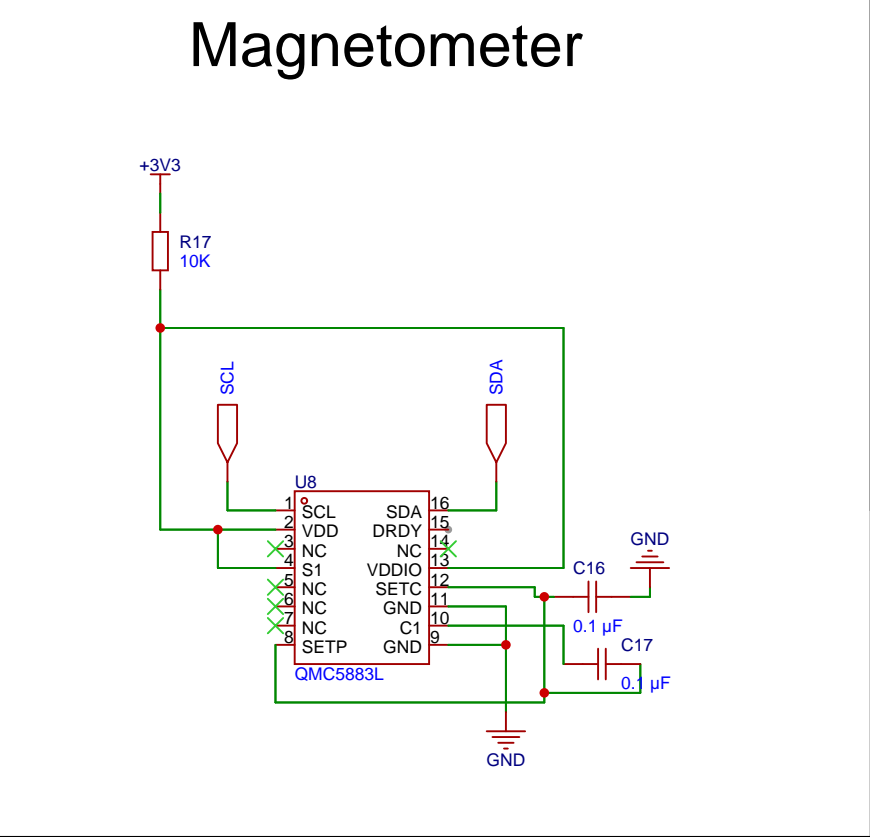 Magnetometer
+3V3
R17
10K
SCL
SDA
U8
1 SCL SDA 16
2 VDD DRDY 15
3 NC NC 14
4 S1 VDDIO 13
5 NC SETC 12
6 NC GND 11
7 NC C1 10
8 SETP GND 9
QMC5883L
GND
C16
0.1 µF
C17
0.1 µF
GND